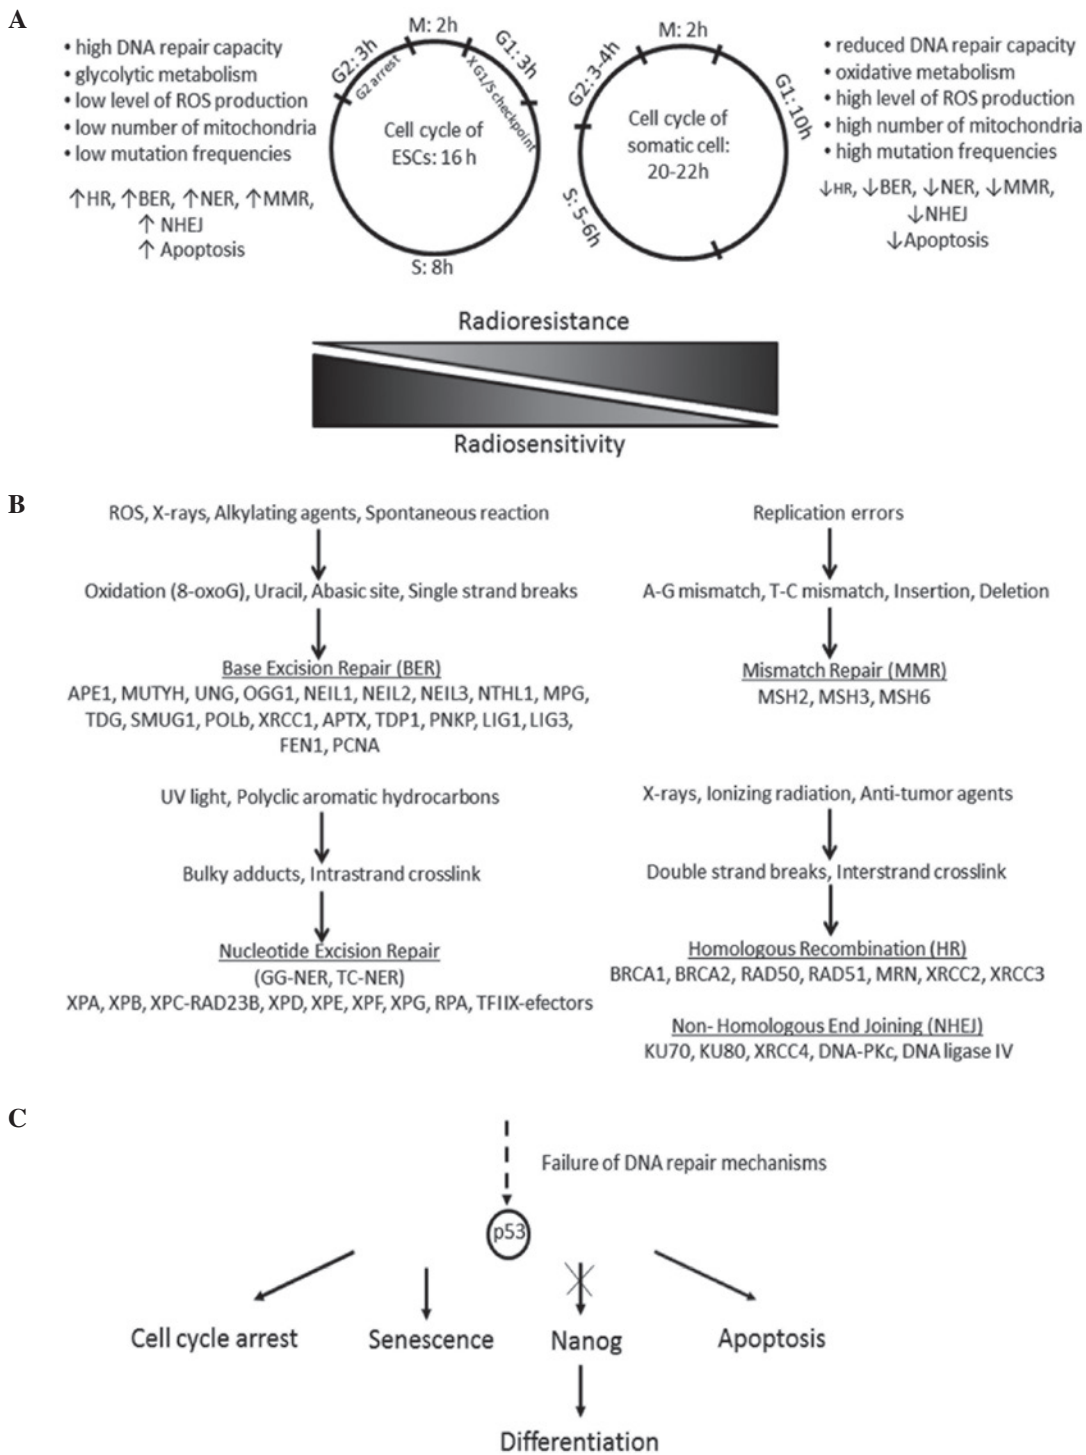 A
• high DNA repair capacity
• glycolytic metabolism
• low level of ROS production
• low number of mitochondria
• low mutation frequencies
↑HR, ↑BER, ↑NER, ↑MMR,
↑ NHEJ
↑ Apoptosis
M: 2h
G1: 3h
G2: 3h
G2 arrest
X G1/S checkpoint
Cell cycle of
ESCs: 16 h
S: 8h
M: 2h
G2: 3-4h
G1: 10h
Cell cycle of
somatic cell:
20-22h
S: 5-6h
• reduced DNA repair capacity
• oxidative metabolism
• high level of ROS production
• high number of mitochondria
• high mutation frequencies
↓HR, ↓BER, ↓NER, ↓MMR,
↓NHEJ
↓Apoptosis
Radioresistance
Radiosensitivity
B
ROS, X-rays, Alkylating agents, Spontaneous reaction
Oxidation (8-oxoG), Uracil, Abasic site, Single strand breaks
Base Excision Repair (BER)
APE1, MUTYH, UNG, OGG1, NEIL1, NEIL2, NEIL3, NTHL1, MPG,
TDG, SMUG1, POLb, XRCC1, APTX, TDP1, PNKP, LIG1, LIG3,
FEN1, PCNA
Replication errors
A-G mismatch, T-C mismatch, Insertion, Deletion
Mismatch Repair (MMR)
MSH2, MSH3, MSH6
UV light, Polyclic aromatic hydrocarbons
Bulky adducts, Intrastrand crosslink
Nucleotide Excision Repair
(GG-NER, TC-NER)
XPA, XPB, XPC-RAD23B, XPD, XPE, XPF, XPG, RPA, TFIIX-efectors
X-rays, Ionizing radiation, Anti-tumor agents
Double strand breaks, Interstrand crosslink
Homologous Recombination (HR)
BRCA1, BRCA2, RAD50, RAD51, MRN, XRCC2, XRCC3
Non- Homologous End Joining (NHEJ)
KU70, KU80, XRCC4, DNA-PKc, DNA ligase IV
C
Failure of DNA repair mechanisms
p53
Cell cycle arrest
Senescence
Nanog
Apoptosis
Differentiation